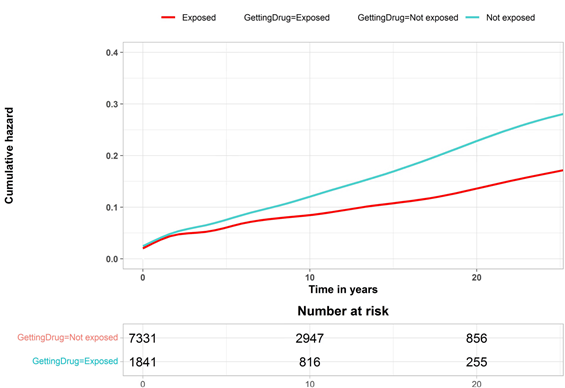 Exposed GettingDrug=Exposed GettingDrug=Not exposed Not exposed
Cumulative hazard
0.4
0.3
0.2
0.1
0.0
0 10 20
Time in years
Number at risk
GettingDrug=Not exposed 7331 2947 856
GettingDrug=Exposed 1841 816 255
0 10 20